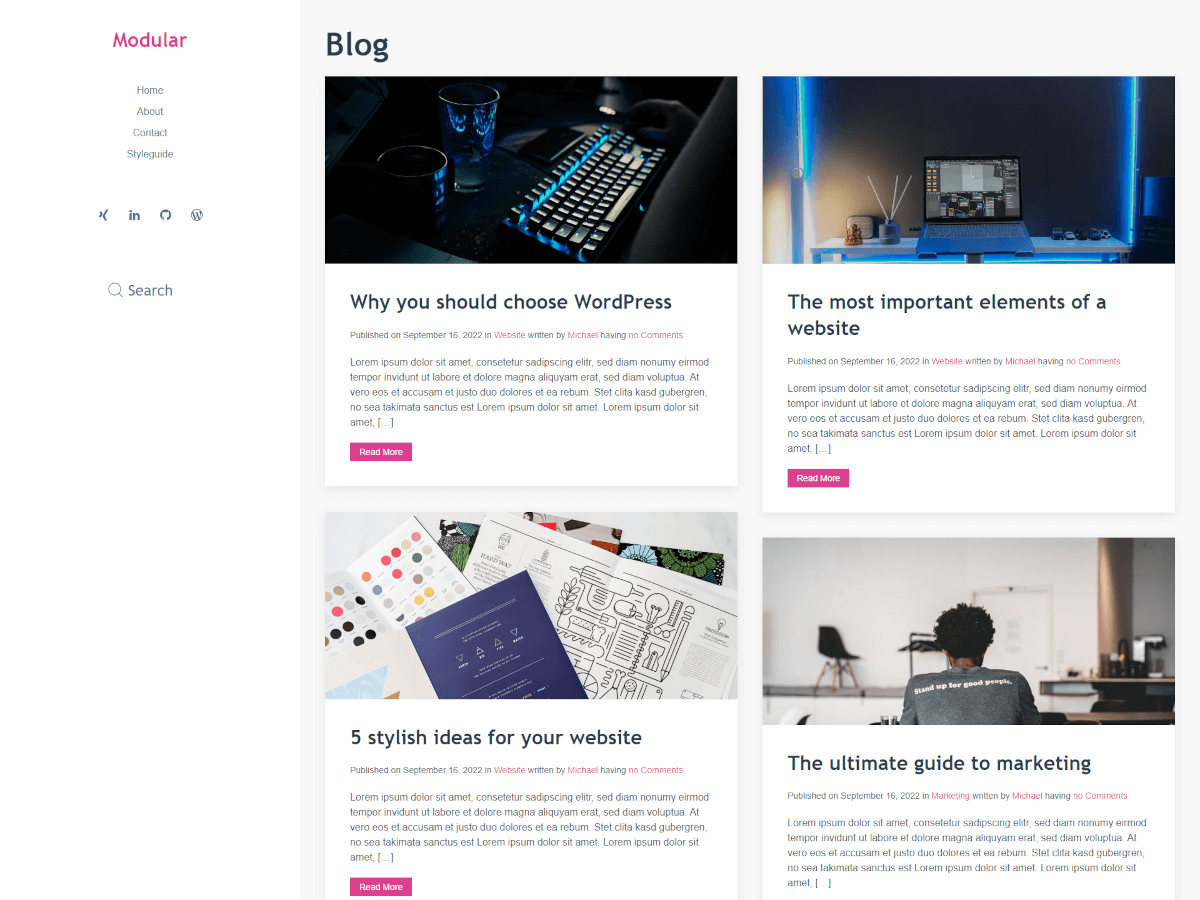 Modular
Home
About
Contact
Styleguide
Search
Blog
Why you should choose WordPress
Published on September 16, 2022 in Website written by Michael having no Comments
Lorem ipsum dolor sit amet, consetetur sadipscing elitr, sed diam nonumy eirmod
tempor invidunt ut labore et dolore magna aliquyam erat, sed diam voluptua. At
vero eos et accusam et justo duo dolores et ea rebum. Stet clita kasd gubergren,
no sea takimata sanctus est Lorem ipsum dolor sit amet. Lorem ipsum dolor sit
amet, […]
Read More
The most important elements of a
website
Published on September 16, 2022 in Website written by Michael having no Comments
Lorem ipsum dolor sit amet, consetetur sadipscing elitr, sed diam nonumy eirmod
tempor invidunt ut labore et dolore magna aliquyam erat, sed diam voluptua. At
vero eos et accusam et justo duo dolores et ea rebum. Stet clita kasd gubergren,
no sea takimata sanctus est Lorem ipsum dolor sit amet. Lorem ipsum dolor sit
amet, […]
Read More
HARDWAY
5 stylish ideas for your website
Published on September 16, 2022 in Website written by Michael having no Comments
Lorem ipsum dolor sit amet, consetetur sadipscing elitr, sed diam nonumy eirmod
tempor invidunt ut labore et dolore magna aliquyam erat, sed diam voluptua. At
vero eos et accusam et justo duo dolores et ea rebum. Stet clita kasd gubergren,
no sea takimata sanctus est Lorem ipsum dolor sit amet. Lorem ipsum dolor sit
amet, […]
Read More
Stand up for good people.
The ultimate guide to marketing
Published on September 16, 2022 in Marketing written by Michael having no Comments
Lorem ipsum dolor sit amet, consetetur sadipscing elitr, sed diam nonumy eirmod
tempor invidunt ut labore et dolore magna aliquyam erat, sed diam voluptua. At
vero eos et accusam et justo duo dolores et ea rebum. Stet clita kasd gubergren,
no sea takimata sanctus est Lorem ipsum dolor sit amet. Lorem ipsum dolor sit
amet, […]